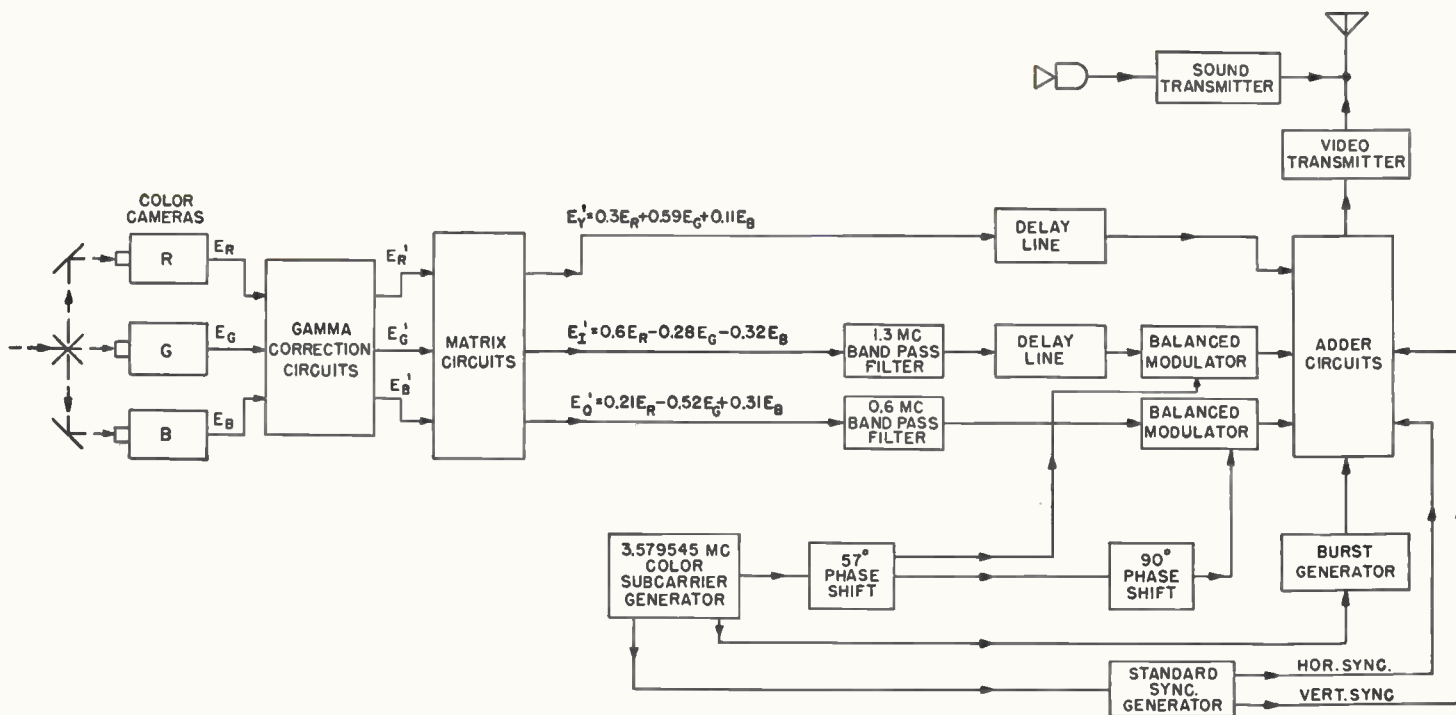 SOUND
TRANSMITTER
VIDEO
TRANSMITTER
COLOR
CAMERAS
R
G
B
E_R
E_G
E_B
GAMMA
CORRECTION
CIRCUITS
E_R'
E_G'
E_B'
MATRIX
CIRCUITS
E_Y'=0.3E_R+0.59E_G+0.11E_B
E_I'=0.6E_R-0.28E_G-0.32E_B
E_Q'=0.21E_R-0.52E_G+0.31E_B
DELAY
LINE
1.3 MC
BAND PASS
FILTER
DELAY
LINE
BALANCED
MODULATOR
0.6 MC
BAND PASS
FILTER
BALANCED
MODULATOR
ADDER
CIRCUITS
3.579545 MC
COLOR
SUBCARRIER
GENERATOR
57°
PHASE
SHIFT
90°
PHASE
SHIFT
BURST
GENERATOR
STANDARD
SYNC.
GENERATOR
HOR. SYNC.
VERT. SYNC